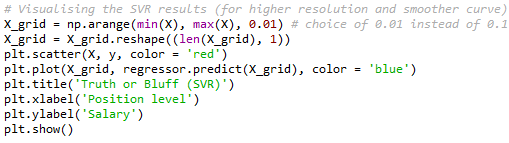 # Visualising the SVR results (for higher resolution and smoother curve)
X_grid = np.arange(min(X), max(X), 0.01) # choice of 0.01 instead of 0.1
X_grid = X_grid.reshape((len(X_grid), 1))
plt.scatter(X, y, color = 'red')
plt.plot(X_grid, regressor.predict(X_grid), color = 'blue')
plt.title('Truth or Bluff (SVR)')
plt.xlabel('Position level')
plt.ylabel('Salary')
plt.show()